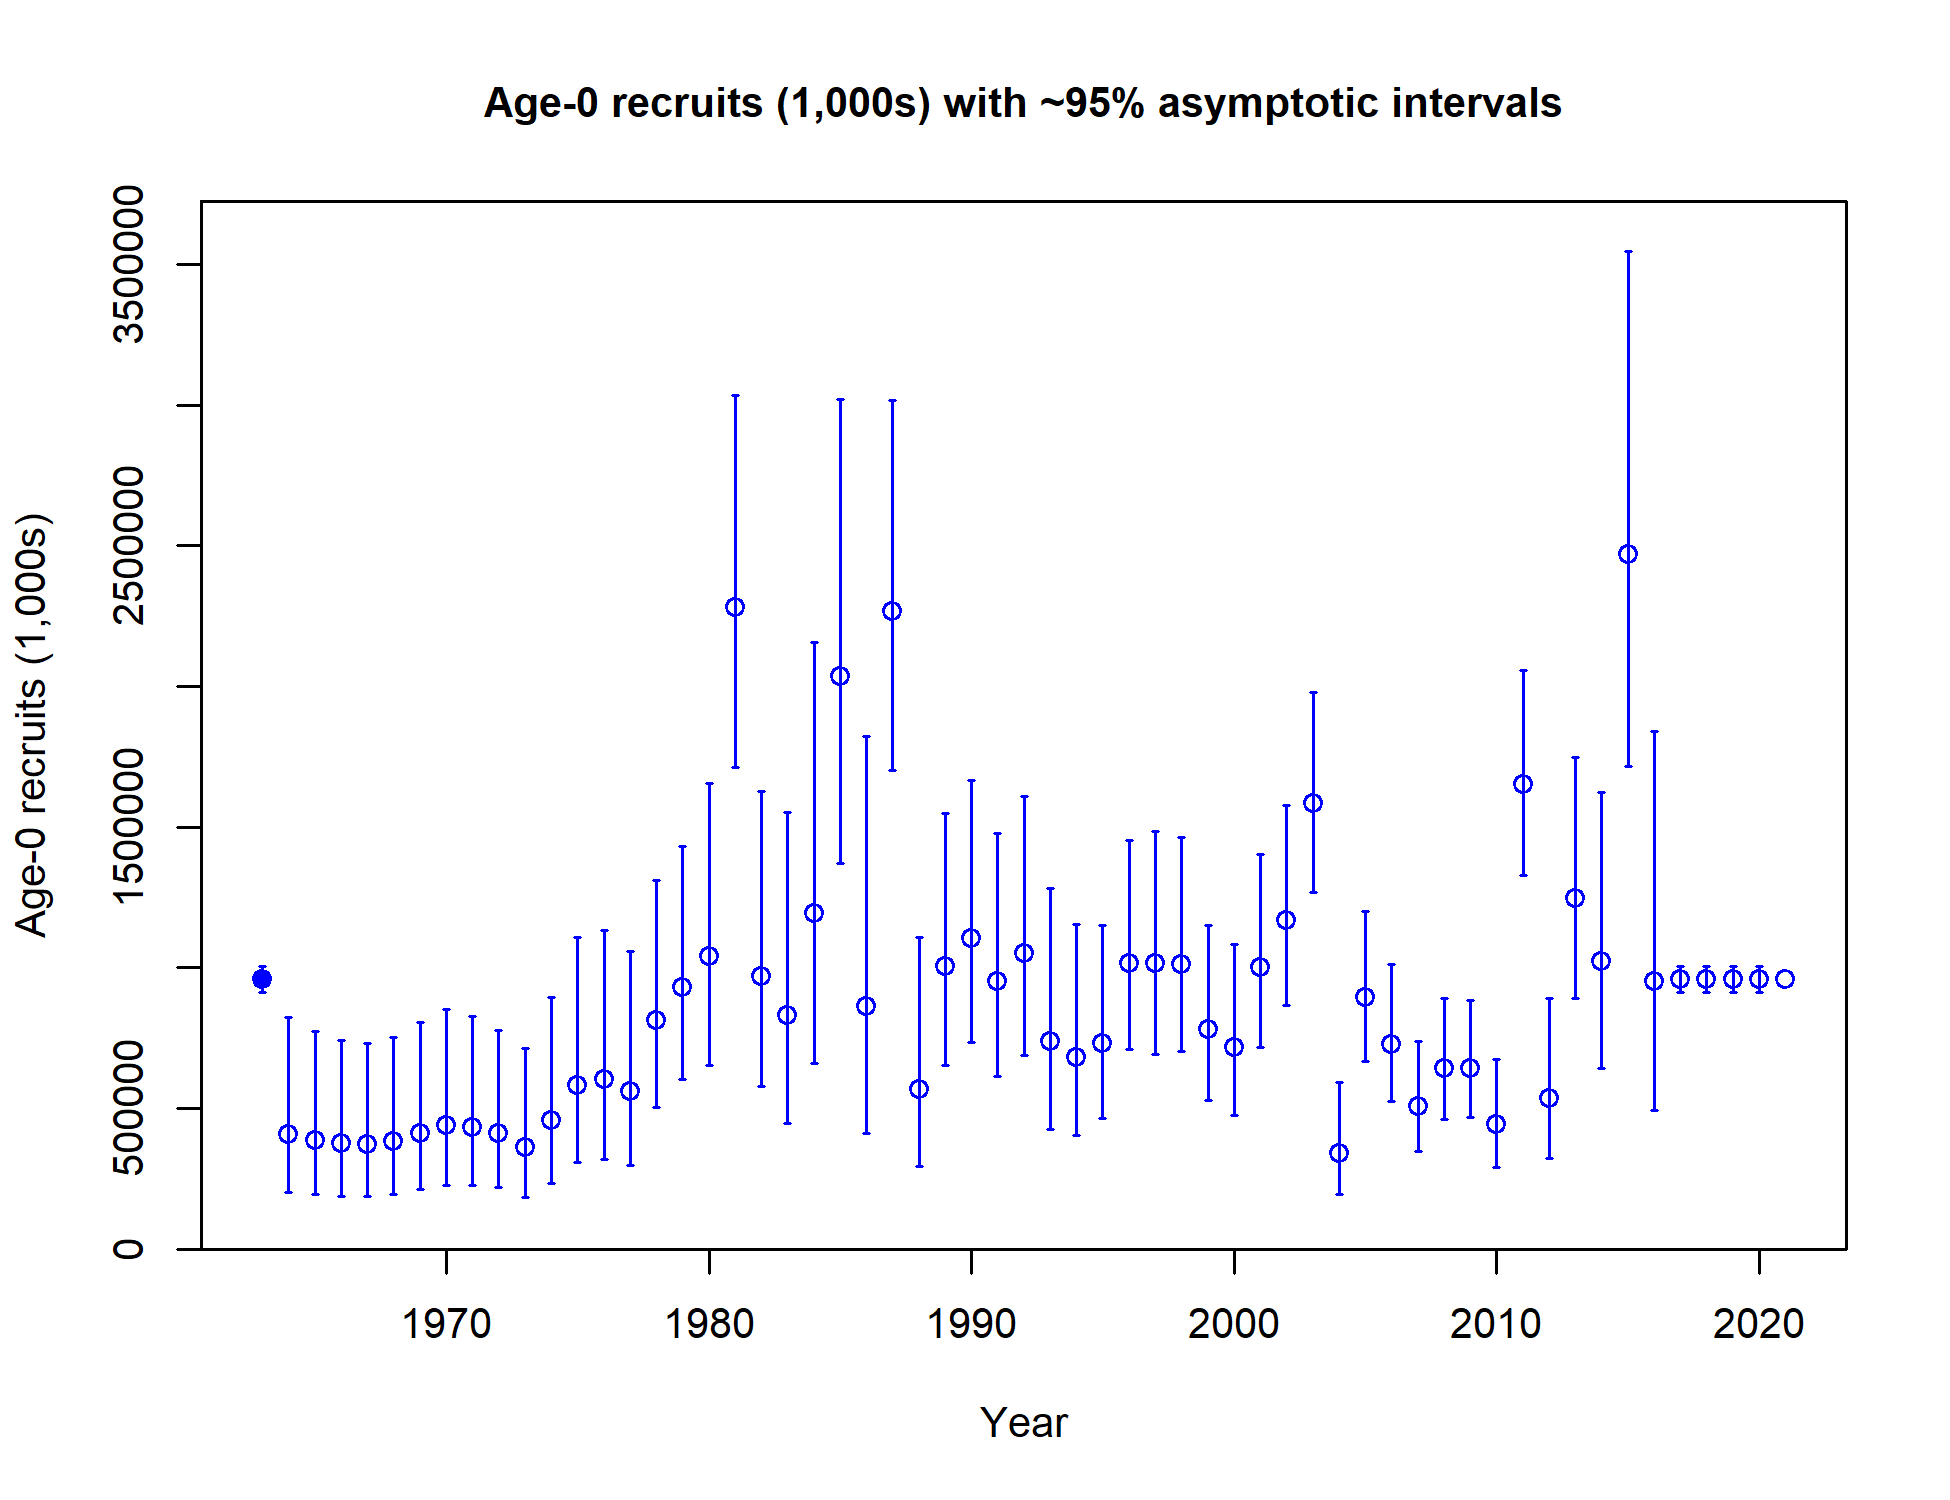 Age-0 recruits (1,000s) with ~95% asymptotic intervals
Age-0 recruits (1,000s)
3500000
2500000
1500000
500000
0
1970 1980 1990 2000 2010 2020
Year